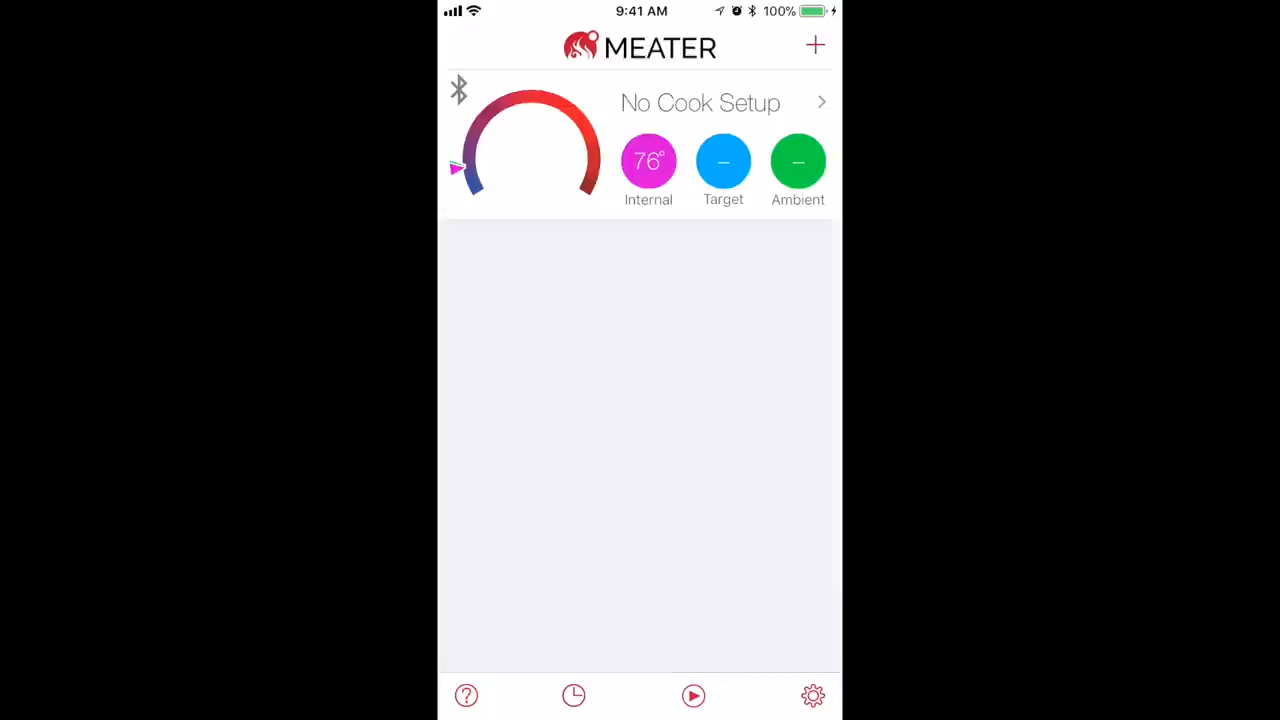 9:41 AM 100%
MEATER
No Cook Setup
76° – –
Internal Target Ambient
?